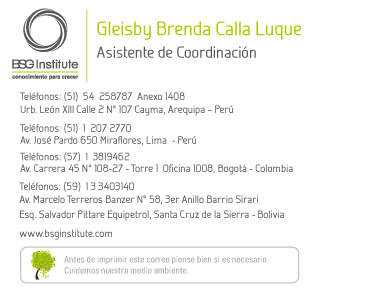 Gleisby Brenda Calla Luque
Asistente de Coordinación
BSG Institute
conocimiento para crecer
Teléfonos: (51) 54 258787 Anexo 1408
Urb. León XIII Calle 2 N° 107 Cayma, Arequipa – Perú
Teléfonos: (51) 1 207 2770
Av. José Pardo 650 Miraflores, Lima - Perú
Teléfonos: (57) 1 3819462
Av. Carrera 45 N° 108-27 - Torre 1 Oficina 1008, Bogotá - Colombia
Teléfonos: (59) 1 3 3403140
Av. Marcelo Terreros Banzer N° 58, 3er Anillo Barrio Sirari
Esq. Salvador Pittare Equipetrol, Santa Cruz de la Sierra - Bolivia
www.bsginstitute.com
Antes de imprimir este correo piense bien si es necesario.
Cuidemos nuestro medio ambiente.